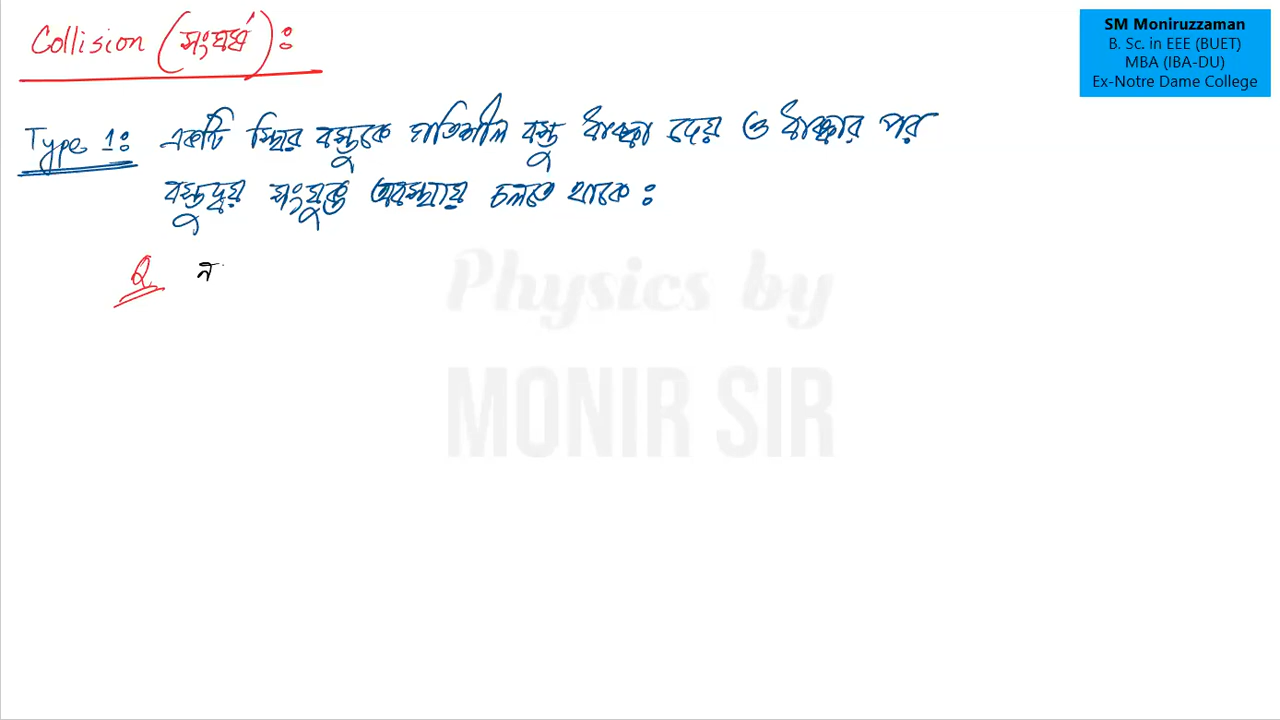 Collision (সংঘর্ষ) :
SM Moniruzzaman
B. Sc. in EEE (BUET)
MBA (IBA-DU)
Ex-Notre Dame College
Type 1: একটি স্থির বস্তুকে গতিশীল বস্তু ধাক্কা দেয় ও ধাক্কার পর
বস্তুদ্বয় সংযুক্ত অবস্থায় চলতে থাকে :
Q ন
Physics by
MONIR SIR